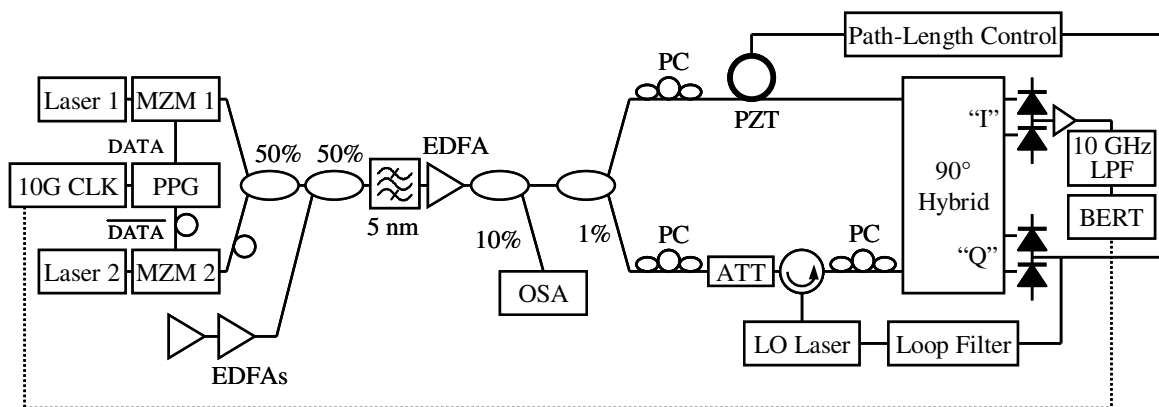 Path-Length Control
PC
Laser 1
MZM 1
PZT
"I"
DATA
50%
50%
EDFA
10 GHz
LPF
10G CLK
PPG
90°
Hybrid
5 nm
DATA
10%
1%
BERT
PC
PC
"Q"
Laser 2
MZM 2
ATT
OSA
LO Laser
Loop Filter
EDFAs